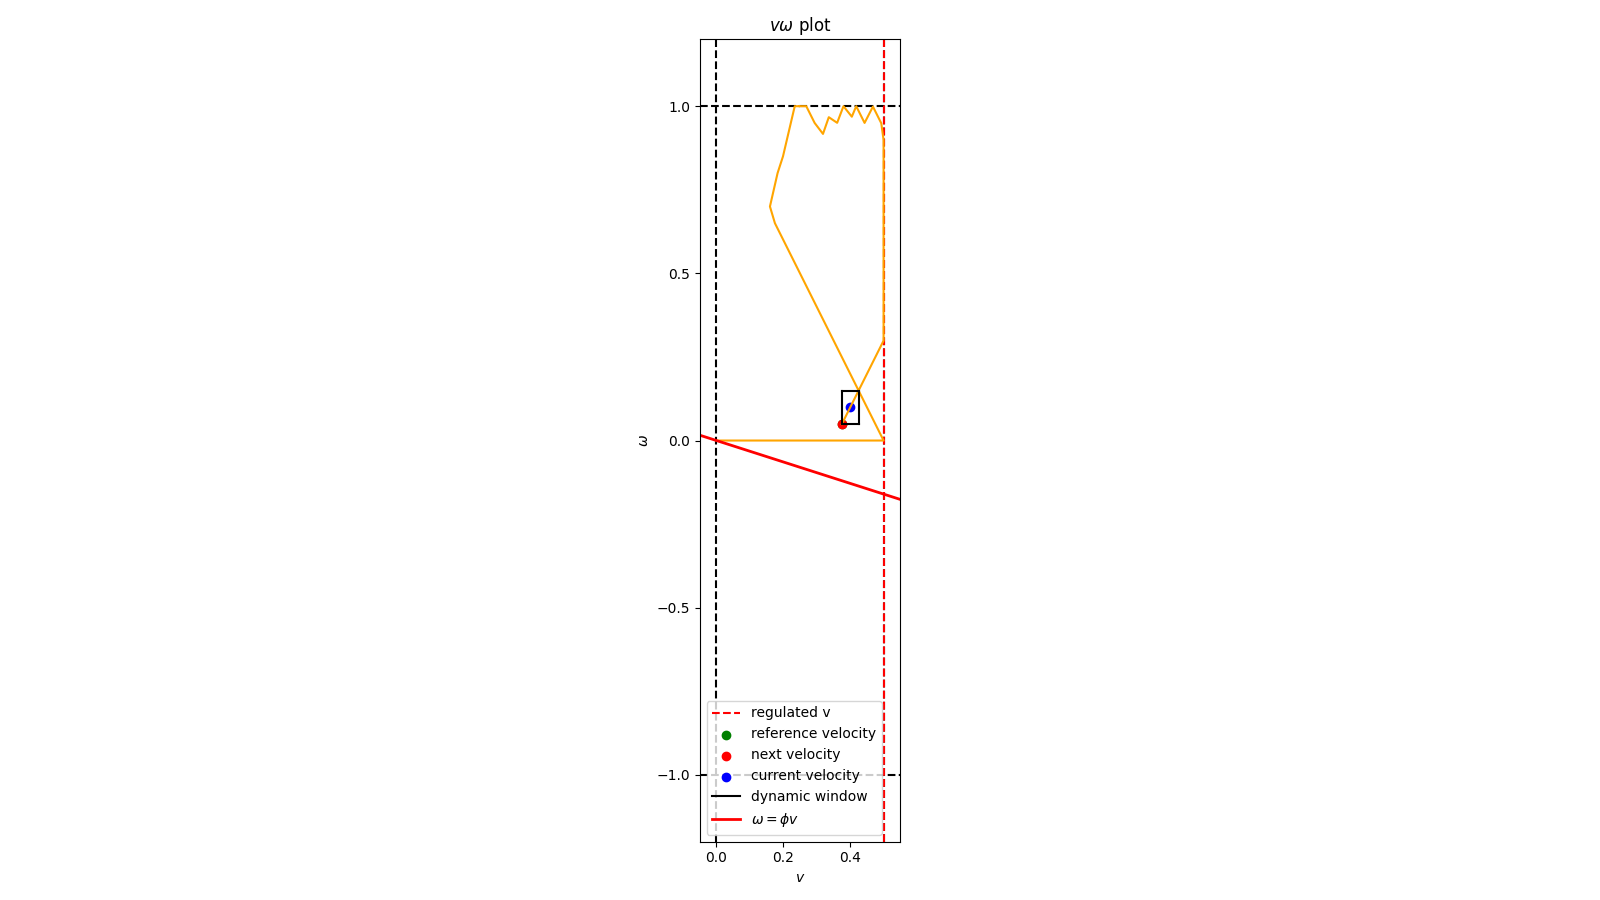 vω plot
1.0
0.5
0.0
−0.5
−1.0
ω
0.0 0.2 0.4
v
regulated v
reference velocity
next velocity
current velocity
dynamic window
ω = ϕv